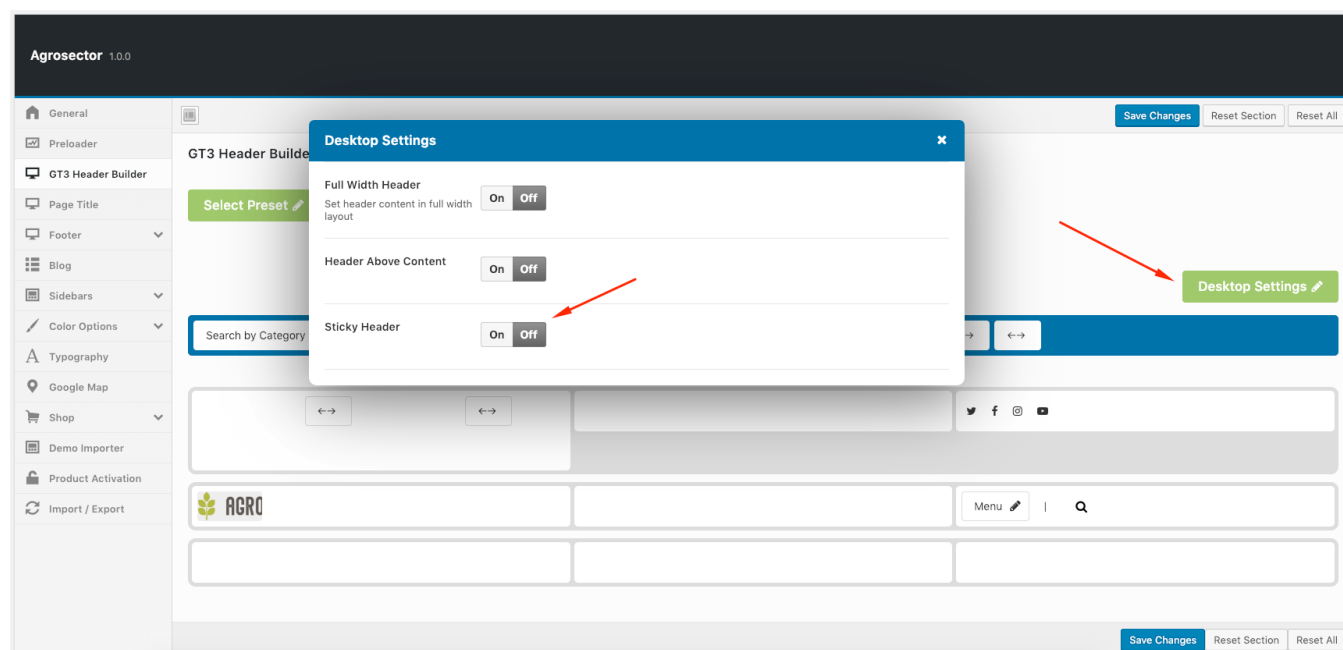 Agrosector 1.0.0
General
Preloader
GT3 Header Builder
Page Title
Footer
Blog
Sidebars
Color Options
Typography
Google Map
Shop
Demo Importer
Product Activation
Import / Export
Save Changes Reset Section Reset All
GT3 Header Builde
Select Preset
Desktop Settings
Full Width Header
Set header content in full width
layout
On Off
Header Above Content
On Off
Sticky Header
On Off
Desktop Settings
Search by Category
AGRO
Menu |
Save Changes Reset Section Reset All